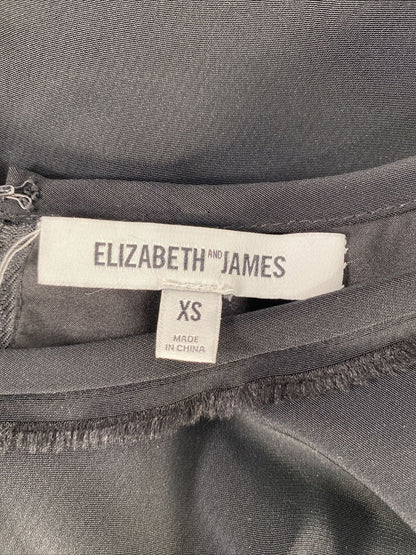 ELIZABETH AND JAMES
XS
MADE
IN CHINA